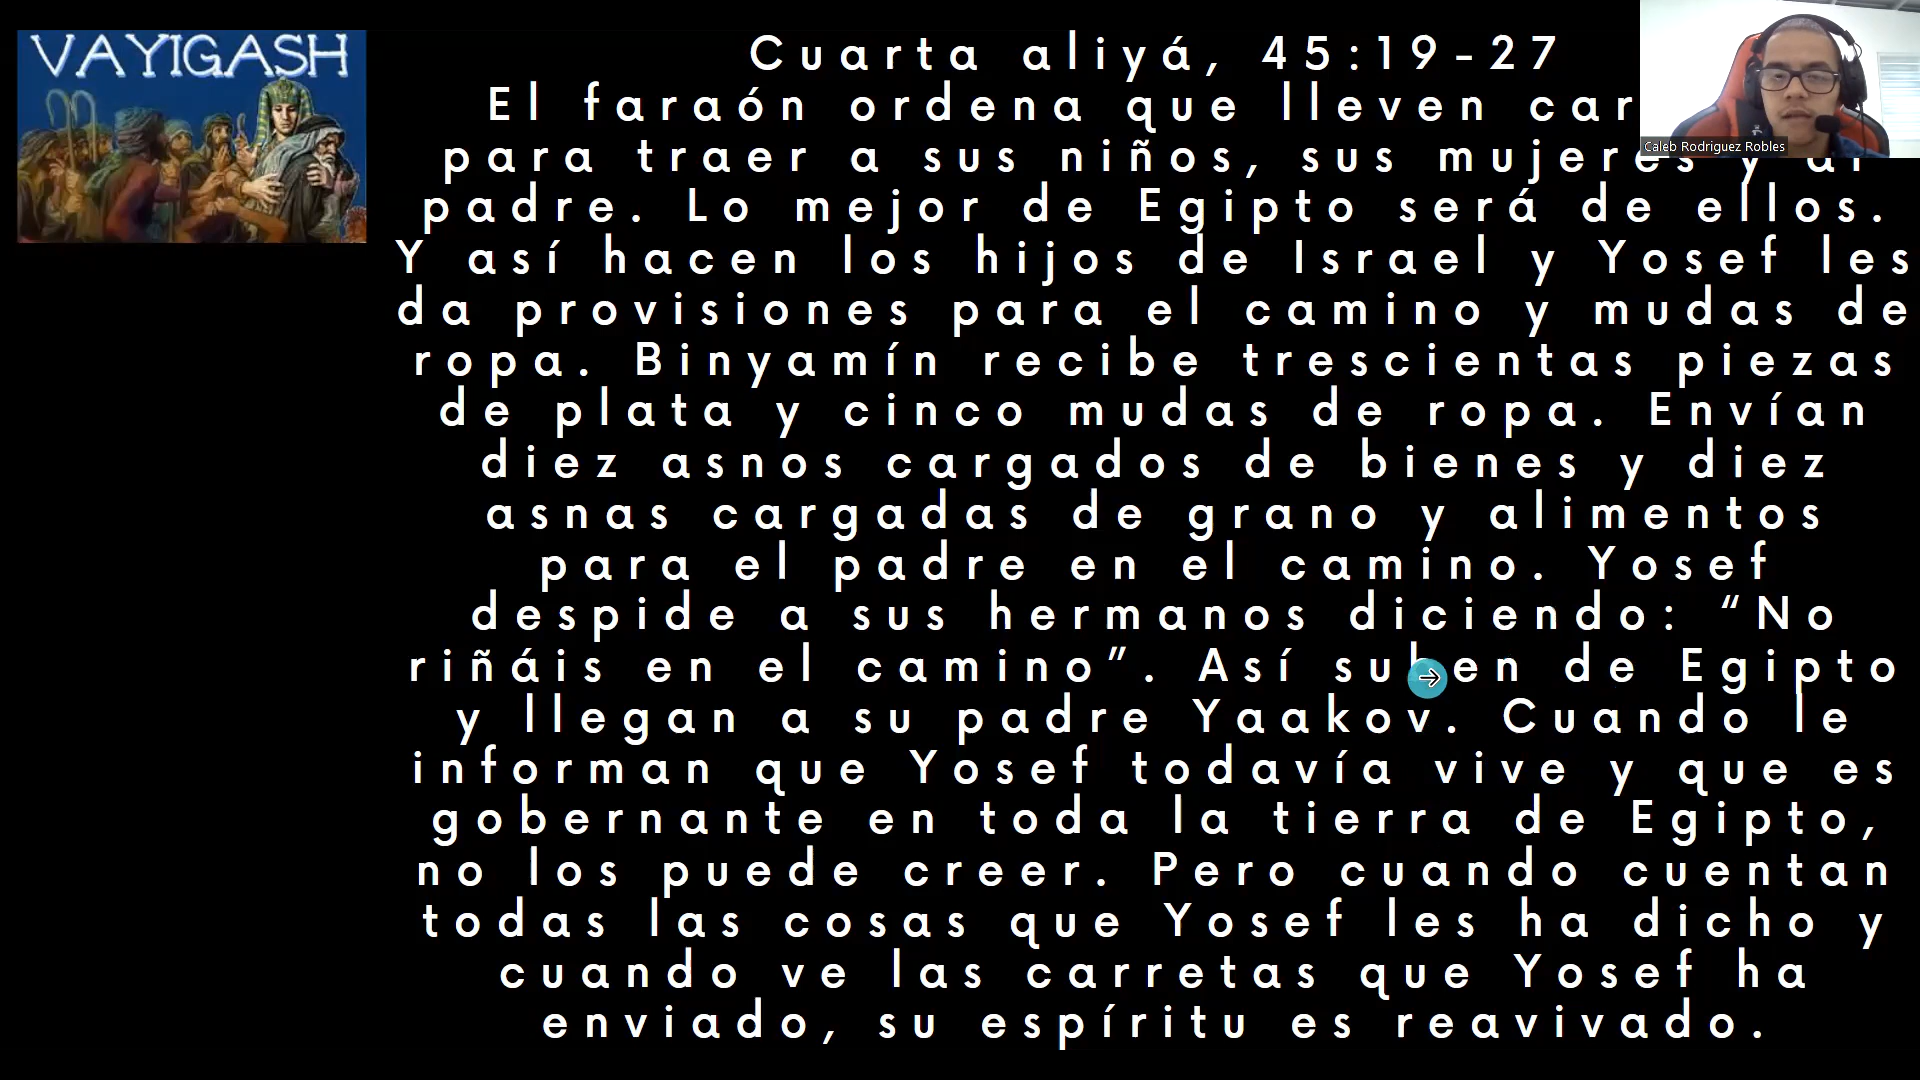 VAYIGASH
Cuarta aliyá, 45:19-27
El faraón ordena que lleven
para traer a sus niños, sus mujeres y al
padre. Lo mejor de Egipto será de ellos.
Y así hacen los hijos de Israel y Yosef les
da provisiones para el camino y mudas de
ropa. Binyamín recibe trescientas piezas
de plata y cinco mudas de ropa. Envían
diez asnos cargados de bienes y diez
asnas cargadas de grano y alimentos
para el padre en el camino. Yosef
despide a sus hermanos diciendo: “No
riñáis en el camino”. Así suben de Egipto
y llegan a su padre Yaakov. Cuando le
informan que Yosef todavía vive y que es
gobernante en toda la tierra de Egipto,
no los puede creer. Pero cuando cuentan
todas las cosas que Yosef les ha dicho y
cuando ve las carretas que Yosef ha
enviado, su espíritu es reavivado.
Caleb Rodriguez Robles